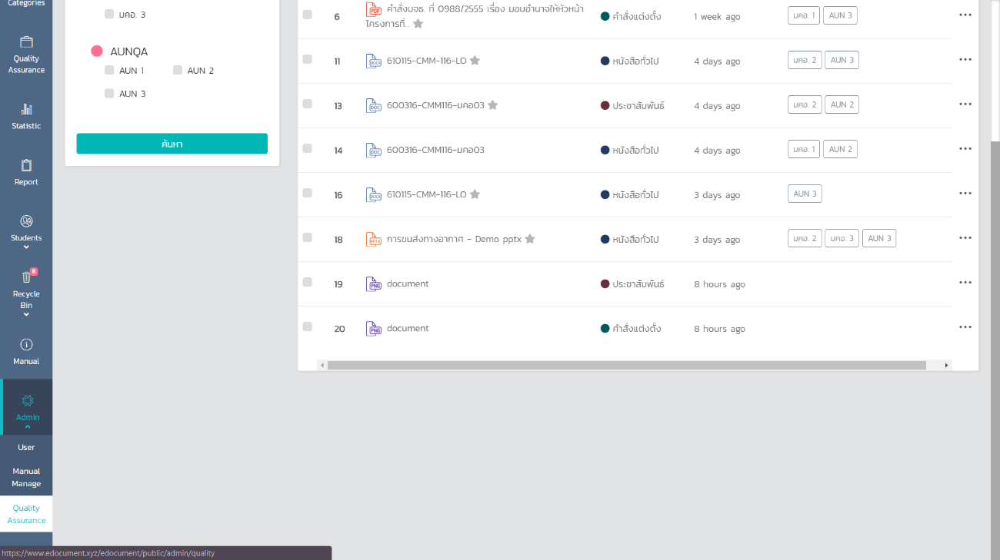 Categories
Quality
Assurance
Statistic
Report
Students
8
Recycle
Bin
Manual
Admin
User
Manual
Manage
Quality
Assurance
มคอ. 3
AUNQA
AUN 1 AUN 2
AUN 3
ค้นหา
6 PDF คำสั่งมจธ. ที่ 0988/2555 เรื่อง มอบอำนาจให้หัวหน้า
โครงการที่... คำสั่งแต่งตั้ง 1 week ago มคอ. 1 AUN 3
11 DOCX 610115-CMM-116-LO หนังสือทั่วไป 4 days ago มคอ. 2 AUN 3
13 DOC 600316-CMM116-มคอ03 ประชาสัมพันธ์ 4 days ago มคอ. 2 AUN 2
14 DOC 600316-CMM116-มคอ03 หนังสือทั่วไป 4 days ago มคอ. 1 AUN 2
16 DOCX 610115-CMM-116-LO หนังสือทั่วไป 3 days ago AUN 3
18 PPTX การขนส่งทางอากาศ - Demo pptx หนังสือทั่วไป 3 days ago มคอ. 2 มคอ. 3 AUN 3
19 PNG document ประชาสัมพันธ์ 8 hours ago
20 PNG document คำสั่งแต่งตั้ง 8 hours ago
https://www.edocument.xyz/edocument/public/admin/quality